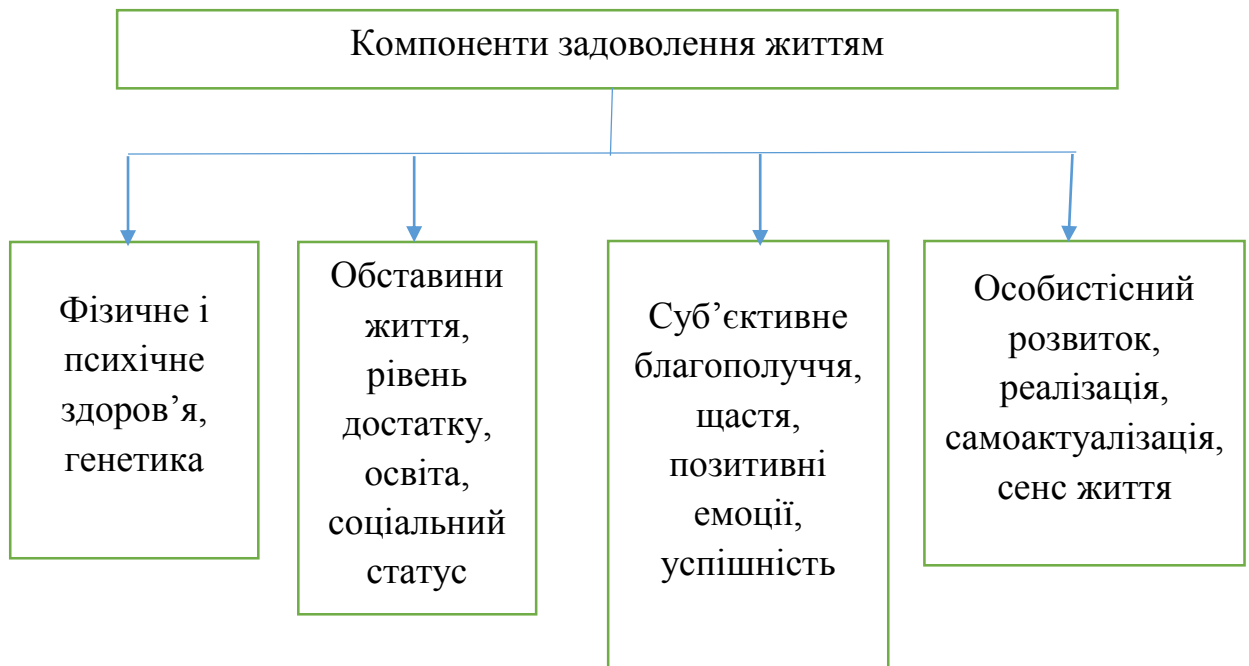 Компоненти задоволення життям
Фізичне і
психічне
здоров’я,
генетика
Обставини
життя,
рівень
достатку,
освіта,
соціальний
статус
Суб’єктивне
благополуччя,
щастя,
позитивні
емоції,
успішність
Особистісний
розвиток,
реалізація,
самоактуалізація,
сенс життя